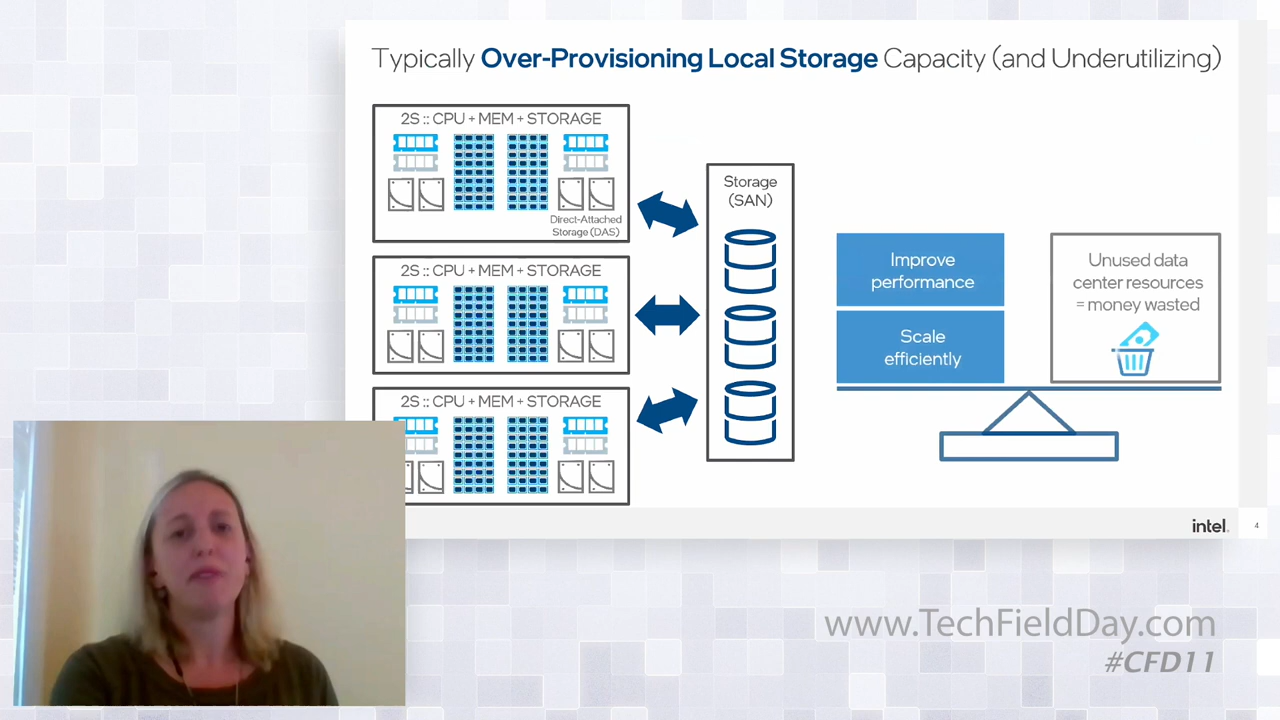 Typically Over-Provisioning Local Storage Capacity (and Underutilizing)
2S :: CPU + MEM + STORAGE
Direct-Attached
Storage (DAS)
2S :: CPU + MEM + STORAGE
2S :: CPU + MEM + STORAGE
Storage
(SAN)
Improve
performance
Scale
efficiently
Unused data
center resources
= money wasted
intel.
4
www.TechFieldDay.com
#CFD11